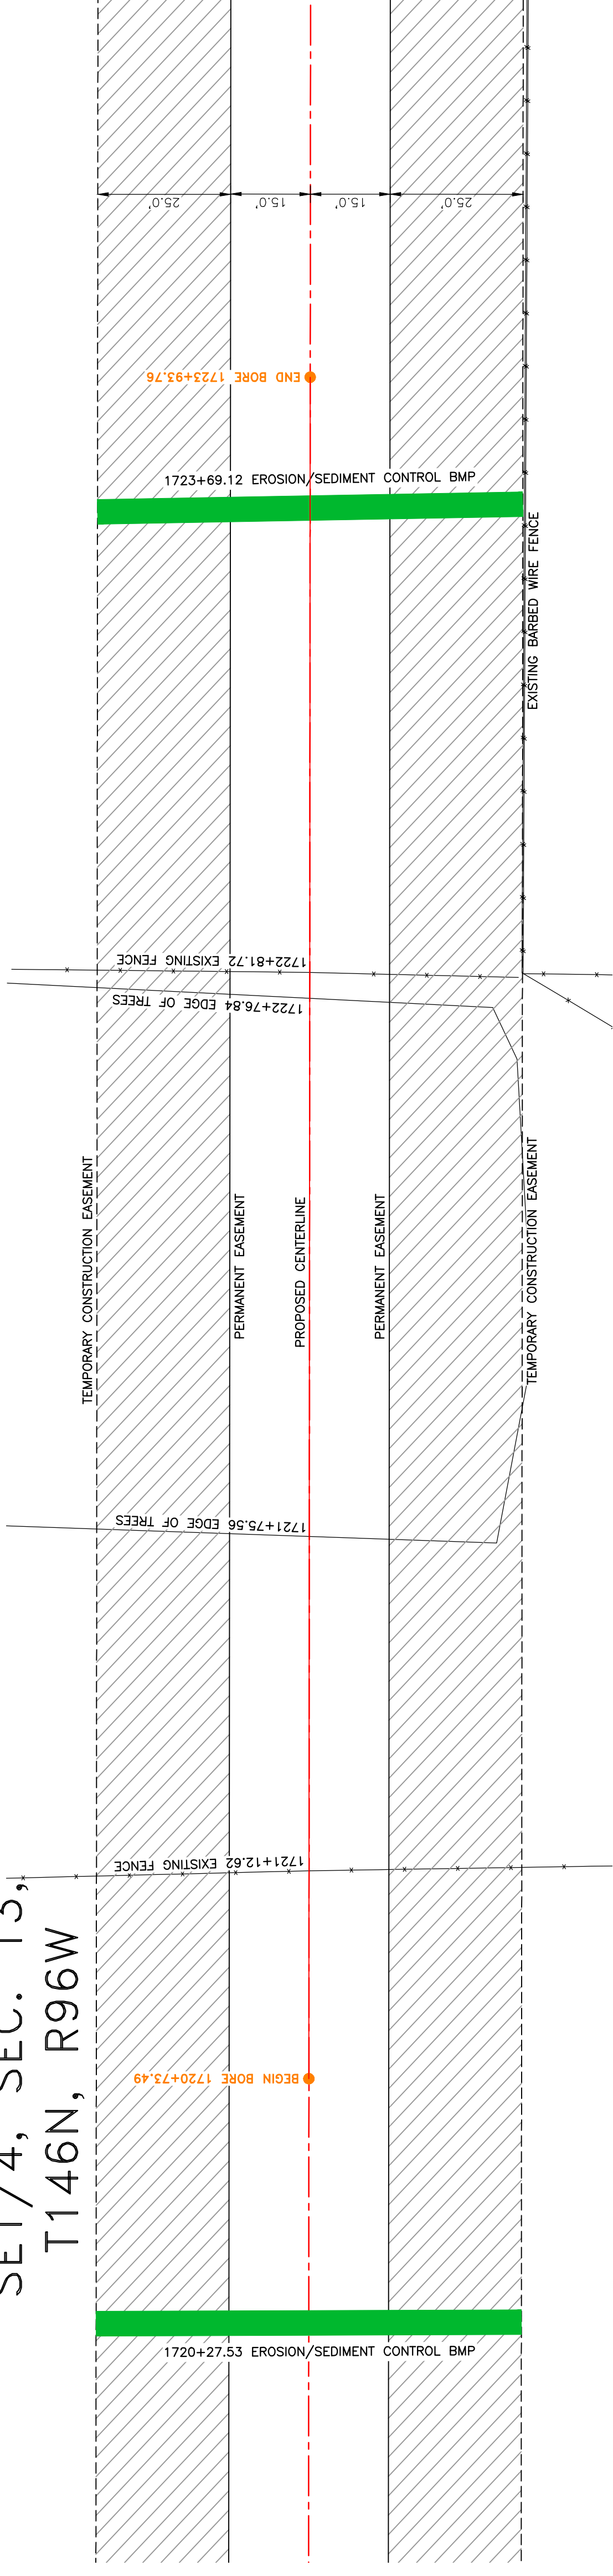 25.0'
15.0'
15.0'
25.0'
END BORE 1723+93.76
1723+69.12 EROSION/SEDIMENT CONTROL BMP
EXISTING BARBED WIRE FENCE
1722+81.72 EXISTING FENCE
1722+76.84 EDGE OF TREES
TEMPORARY CONSTRUCTION EASEMENT
PERMANENT EASEMENT
PROPOSED CENTERLINE
PERMANENT EASEMENT
TEMPORARY CONSTRUCTION EASEMENT
1721+75.56 EDGE OF TREES
1721+12.62 EXISTING FENCE
SE1/4, SEC.
T146N, R96W
BEGIN BORE 1720+73.49
1720+27.53 EROSION/SEDIMENT CONTROL BMP